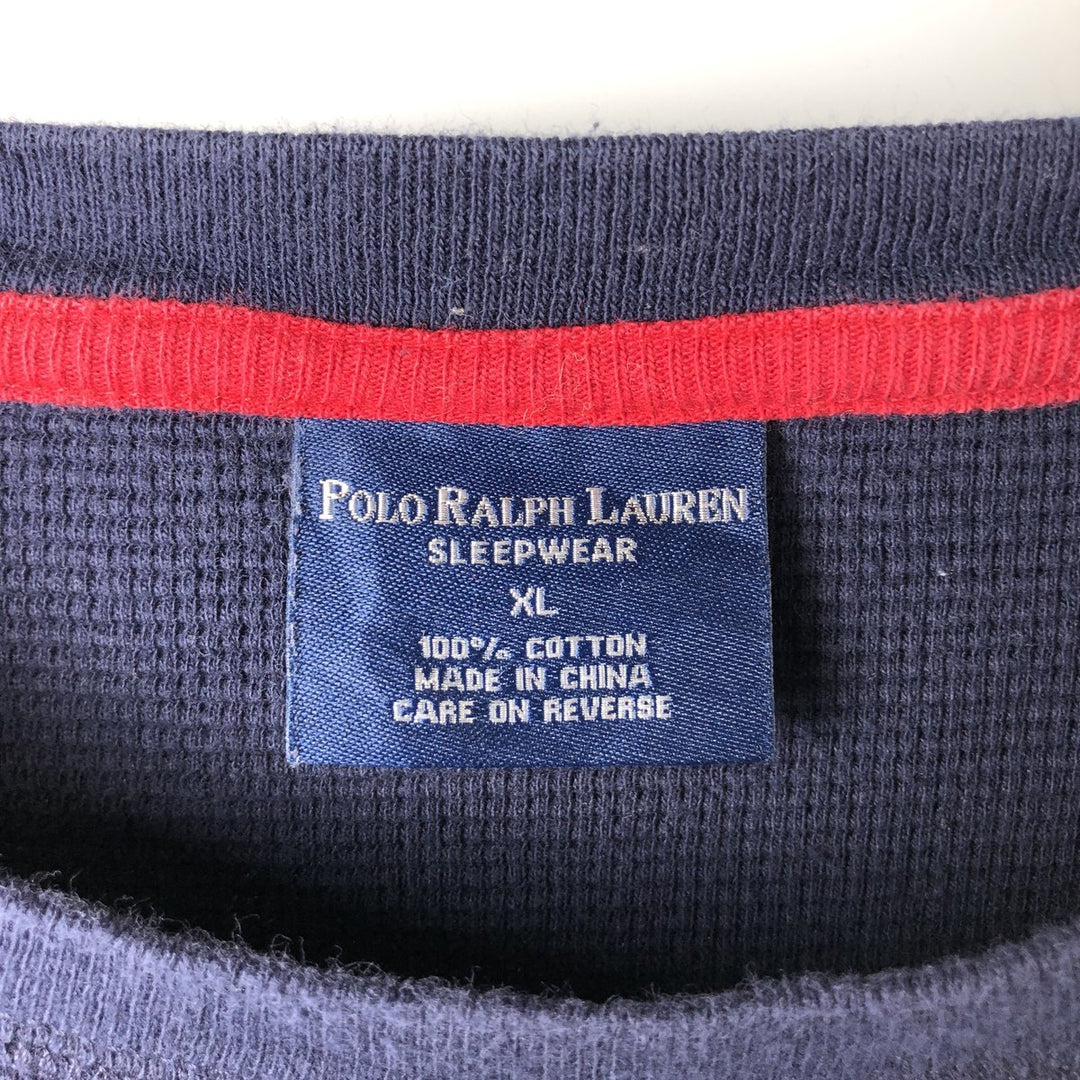 POLO RALPH LAUREN
SLEEPWEAR
XL
100% COTTON
MADE IN CHINA
CARE ON REVERSE